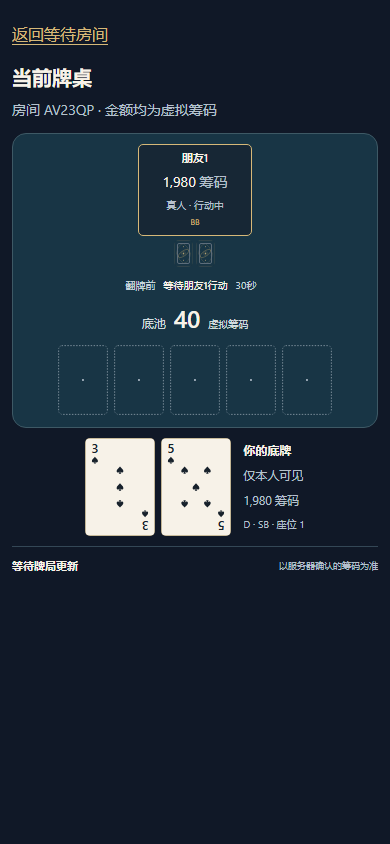 返回等待房间
当前牌桌
房间 AV23QP · 金额均为虚拟筹码
朋友1
1,980 筹码
真人 · 行动中
BB
翻牌前 等待朋友1行动 30秒
底池 40 虚拟筹码
3 5
3 5
你的底牌
仅本人可见
1,980 筹码
D · SB · 座位 1
等待牌局更新 以服务器确认的筹码为准